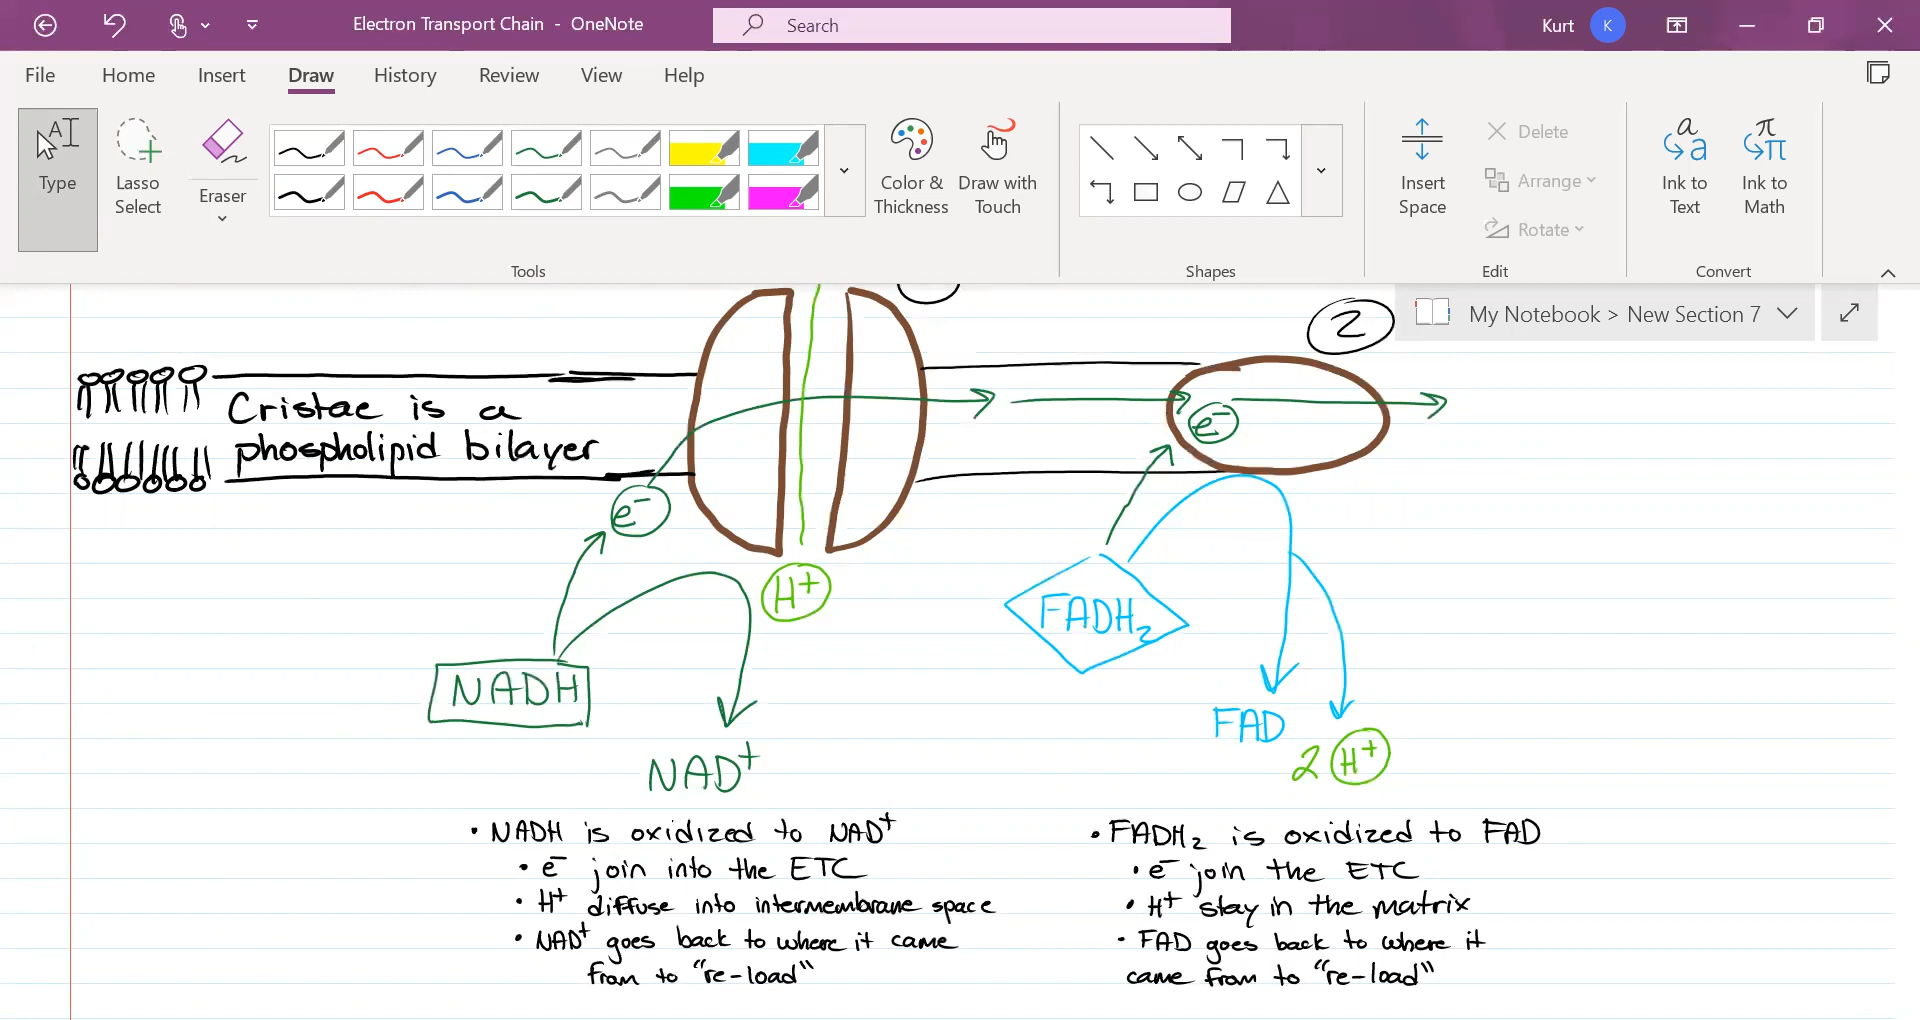 Electron Transport Chain - OneNote
Search
Kurt
K
File
Home
Insert
Draw
History
Review
View
Help
Type
Lasso Select
Eraser
Color & Thickness
Draw with Touch
Insert Space
Delete
Arrange
Rotate
Ink to Text
Ink to Math
Tools
Shapes
Edit
Convert
My Notebook > New Section 7
2
Cristae is a
phospholipid bilayer
e⁻
e⁻
H⁺
NADH
NAD⁺
FADH₂
FAD
2 H⁺
• NADH is oxidized to NAD⁺
• e⁻ join into the ETC
• H⁺ diffuse into intermembrane space
• NAD⁺ goes back to where it came
from to "re-load"
• FADH₂ is oxidized to FAD
• e⁻ join the ETC
• H⁺ stay in the matrix
• FAD goes back to where it
came from to "re-load"